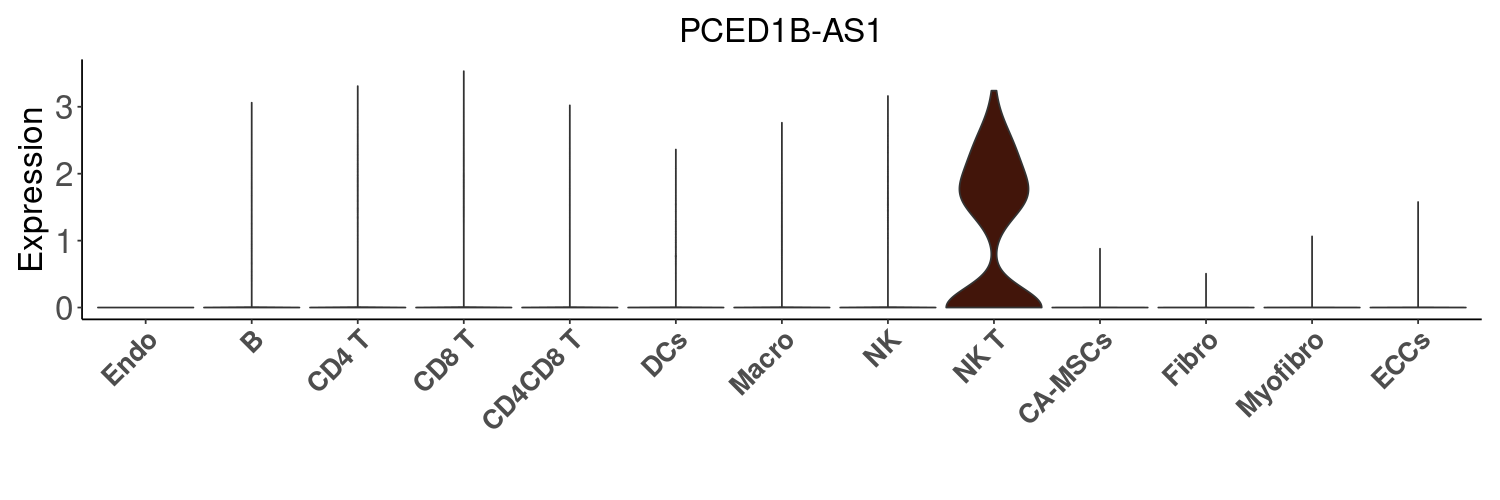 PCED1B-AS1
Expression
3
2
1
0
Endo
B
CD4 T
CD8 T
CD4CD8 T
DCs
Macro
NK
NK T
CA-MSCs
Fibro
Myofibro
ECCs